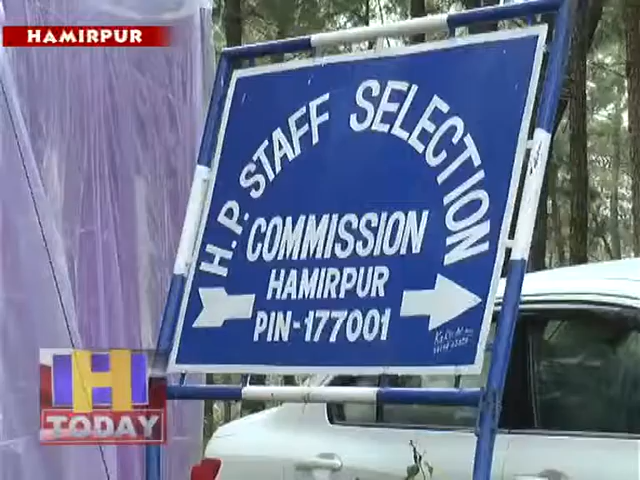 HAMIRPUR
H.P. STAFF SELECTION
COMMISSION
HAMIRPUR
PIN-177001
H
TODAY